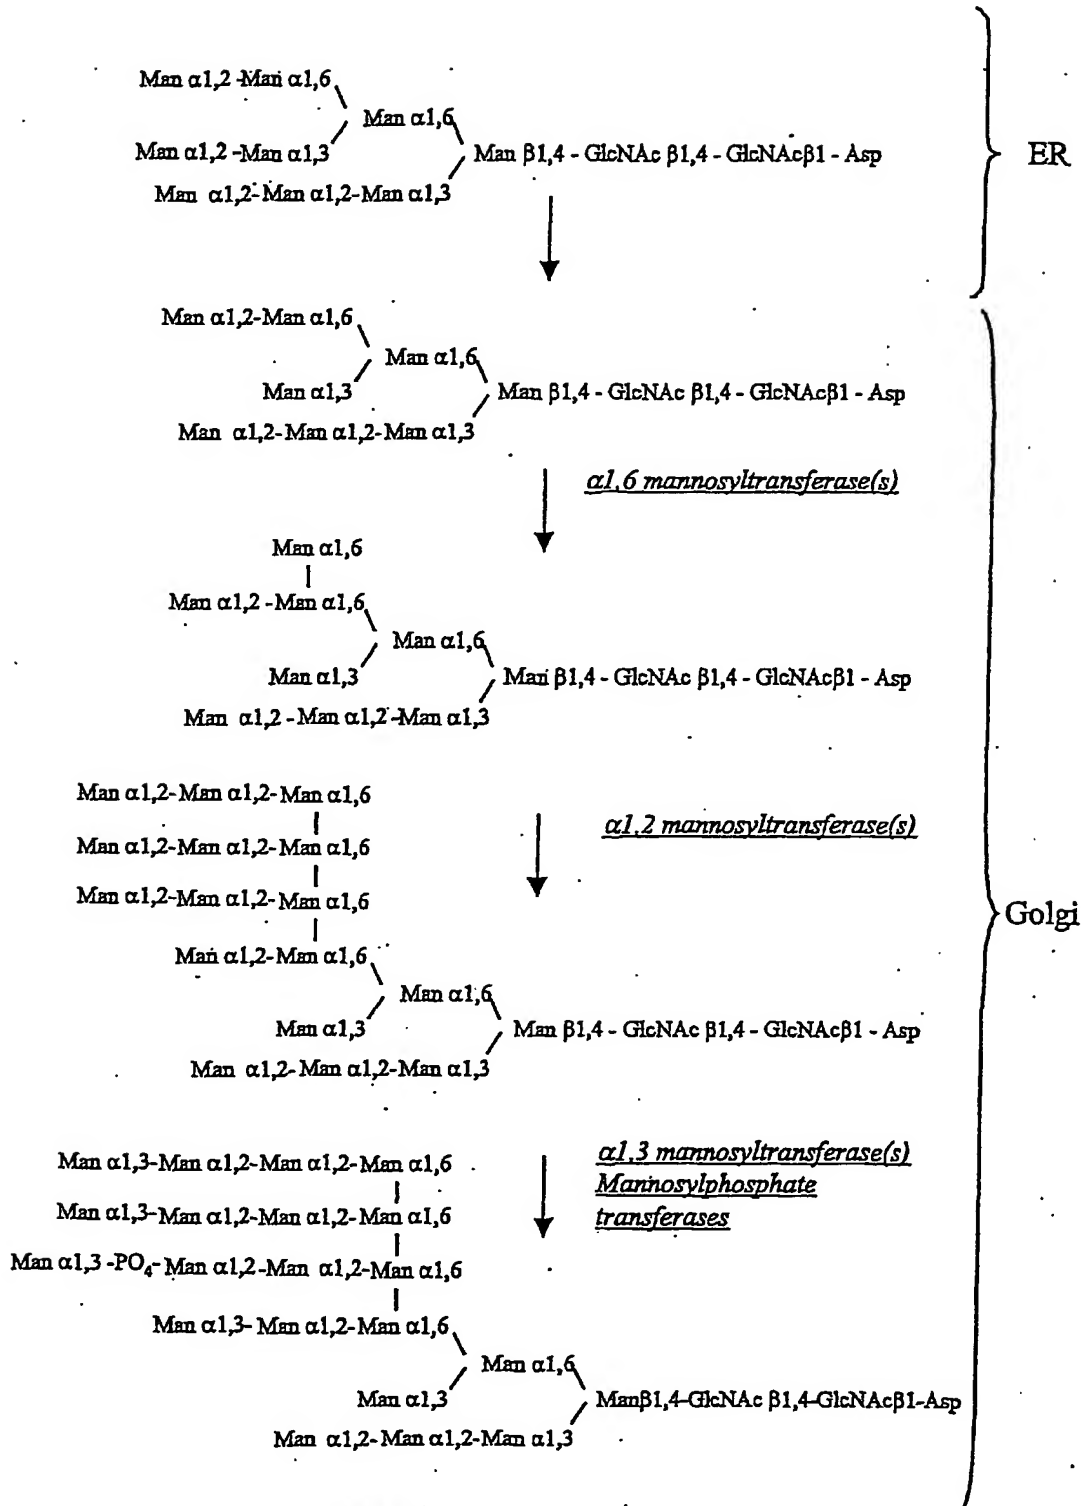 Man α1,2 -Man α1,6
Man α1,6
Man α1,2 -Man α1,3
Man β1,4 - GlcNAc β1,4 - GlcNAcβ1 - Asp
ER
Man α1,2-Man α1,2-Man α1,3
Man α1,2-Man α1,6
Man α1,6
Man α1,3
Man β1,4 - GlcNAc β1,4 - GlcNAcβ1 - Asp
Man α1,2-Man α1,2-Man α1,3
α1,6 mannosyltransferase(s)
Man α1,6
Man α1,2 -Man α1,6
Man α1,6
Man α1,3
Man β1,4 - GlcNAc β1,4 - GlcNAcβ1 - Asp
Man α1,2 -Man α1,2 -Man α1,3
Man α1,2-Man α1,2-Man α1,6
α1,2 mannosyltransferase(s)
Man α1,2-Man α1,2-Man α1,6
Man α1,2-Man α1,2-Man α1,6
Golgi
Man α1,2-Man α1,6
Man α1,6
Man α1,3
Man β1,4 - GlcNAc β1,4 - GlcNAcβ1 - Asp
Man α1,2-Man α1,2-Man α1,3
α1,3 mannosyltransferase(s)
Mannosylphosphate
transferases
Man α1,3-Man α1,2-Man α1,2-Man α1,6
Man α1,3-Man α1,2-Man α1,2-Man α1,6
Man α1,3 -PO₄-Man α1,2-Man α1,2-Man α1,6
Man α1,3- Man α1,2-Man α1,6
Man α1,6
Man α1,3
Manβ1,4-GlcNAc β1,4-GlcNAcβ1-Asp
Man α1,2-Man α1,2-Man α1,3